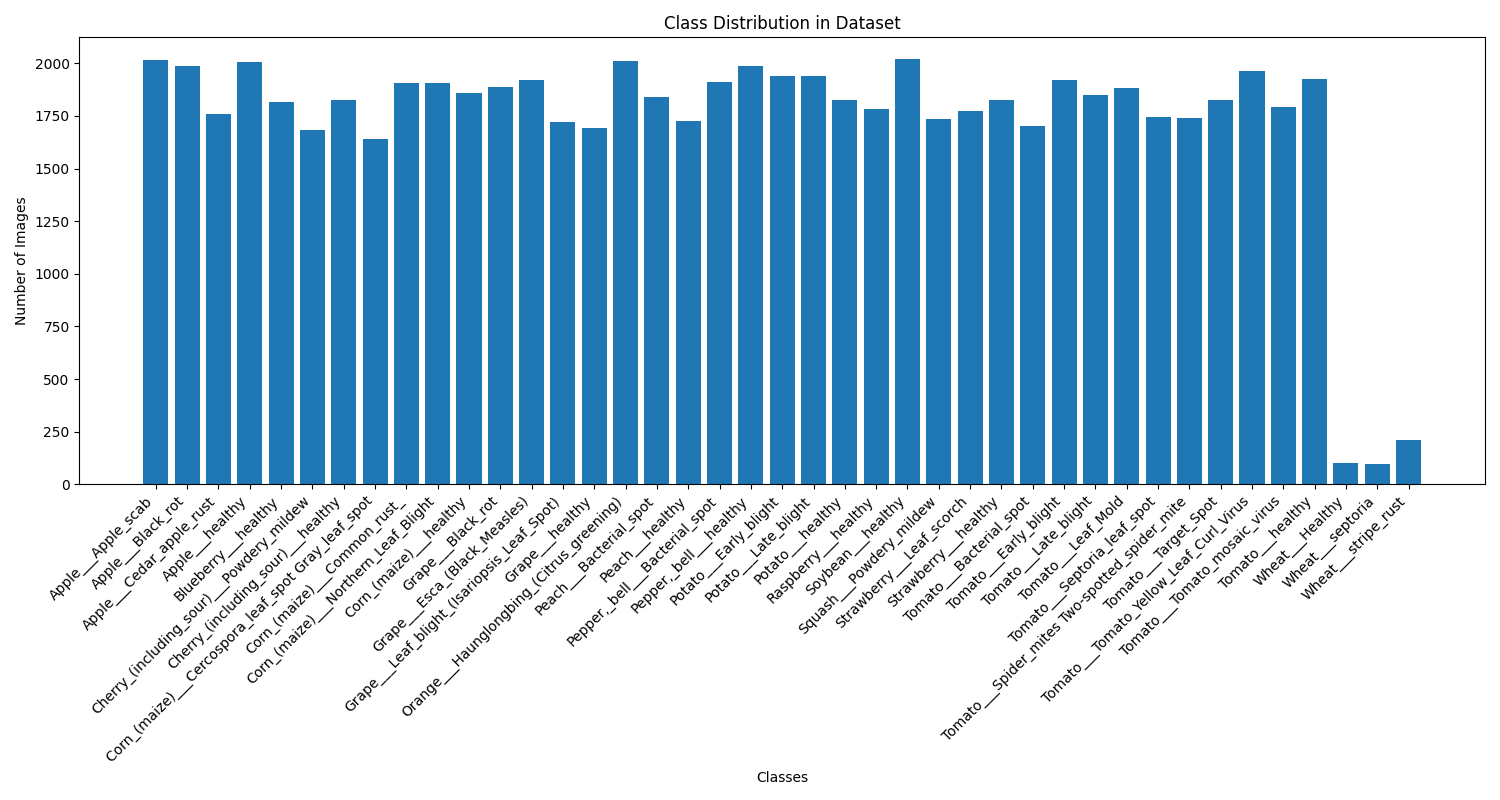 Class Distribution in Dataset
Number of Images
2000
1750
1500
1250
1000
750
500
250
0
Apple___Apple_scab
Apple___Black_rot
Apple___Cedar_apple_rust
Apple___healthy
Blueberry___healthy
Cherry_(including_sour)___Powdery_mildew
Cherry_(including_sour)___healthy
Corn_(maize)___Cercospora_leaf_spot Gray_leaf_spot
Corn_(maize)___Common_rust_
Corn_(maize)___Northern_Leaf_Blight
Corn_(maize)___healthy
Grape___Black_rot
Grape___Esca_(Black_Measles)
Grape___Leaf_blight_(Isariopsis_Leaf_Spot)
Grape___healthy
Orange___Haunglongbing_(Citrus_greening)
Peach___Bacterial_spot
Peach___healthy
Pepper,_bell___Bacterial_spot
Pepper,_bell___healthy
Potato___Early_blight
Potato___Late_blight
Potato___healthy
Raspberry___healthy
Soybean___healthy
Squash___Powdery_mildew
Strawberry___Leaf_scorch
Strawberry___healthy
Tomato___Bacterial_spot
Tomato___Early_blight
Tomato___Late_blight
Tomato___Leaf_Mold
Tomato___Septoria_leaf_spot
Tomato___Spider_mites Two-spotted_spider_mite
Tomato___Target_Spot
Tomato___Tomato_Yellow_Leaf_Curl_Virus
Tomato___Tomato_mosaic_virus
Tomato___healthy
Wheat___Healthy
Wheat___septoria
Wheat___stripe_rust
Classes